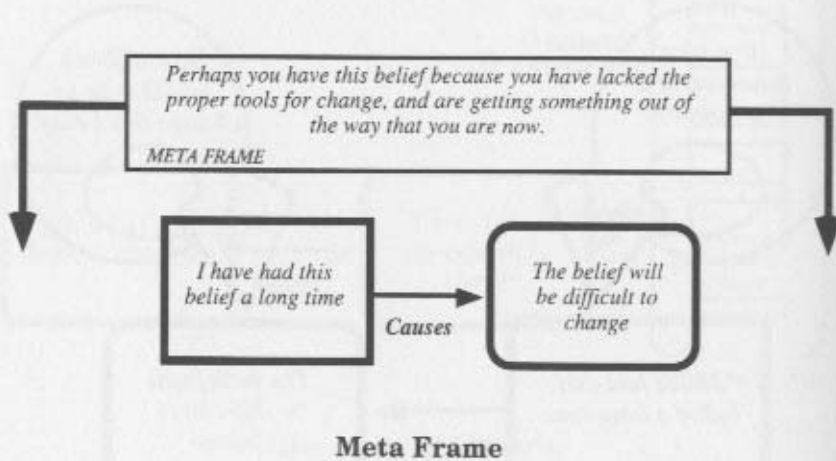 Perhaps you have this belief because you have lacked the
proper tools for change, and are getting something out of
the way that you are now.
META FRAME
I have had this
belief a long time
Causes
The belief will
be difficult to
change
Meta Frame